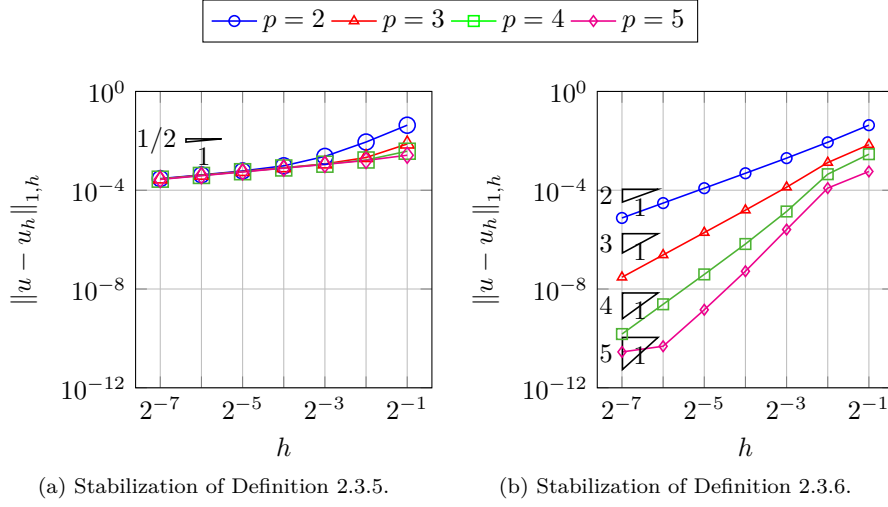 p = 2 p = 3 p = 4 p = 5
10^0
10^{-4}
10^{-8}
10^{-12}
‖u − u_h‖_{1,h}
1/2
1
2^{-7} 2^{-5} 2^{-3} 2^{-1}
h
(a) Stabilization of Definition 2.3.5.
10^0
10^{-4}
10^{-8}
10^{-12}
‖u − u_h‖_{1,h}
2
1
3
1
4
1
5
1
2^{-7} 2^{-5} 2^{-3} 2^{-1}
h
(b) Stabilization of Definition 2.3.6.